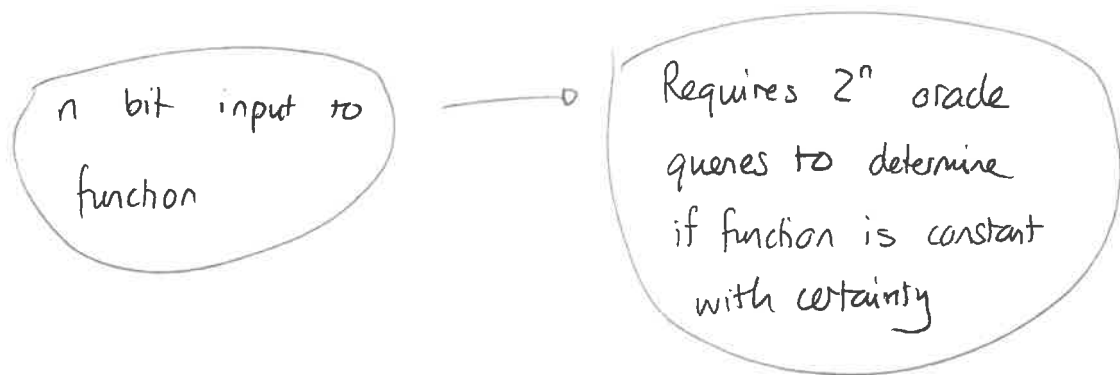 n bit input to
function
Requires 2ⁿ oracle
queries to determine
if function is constant
with certainty